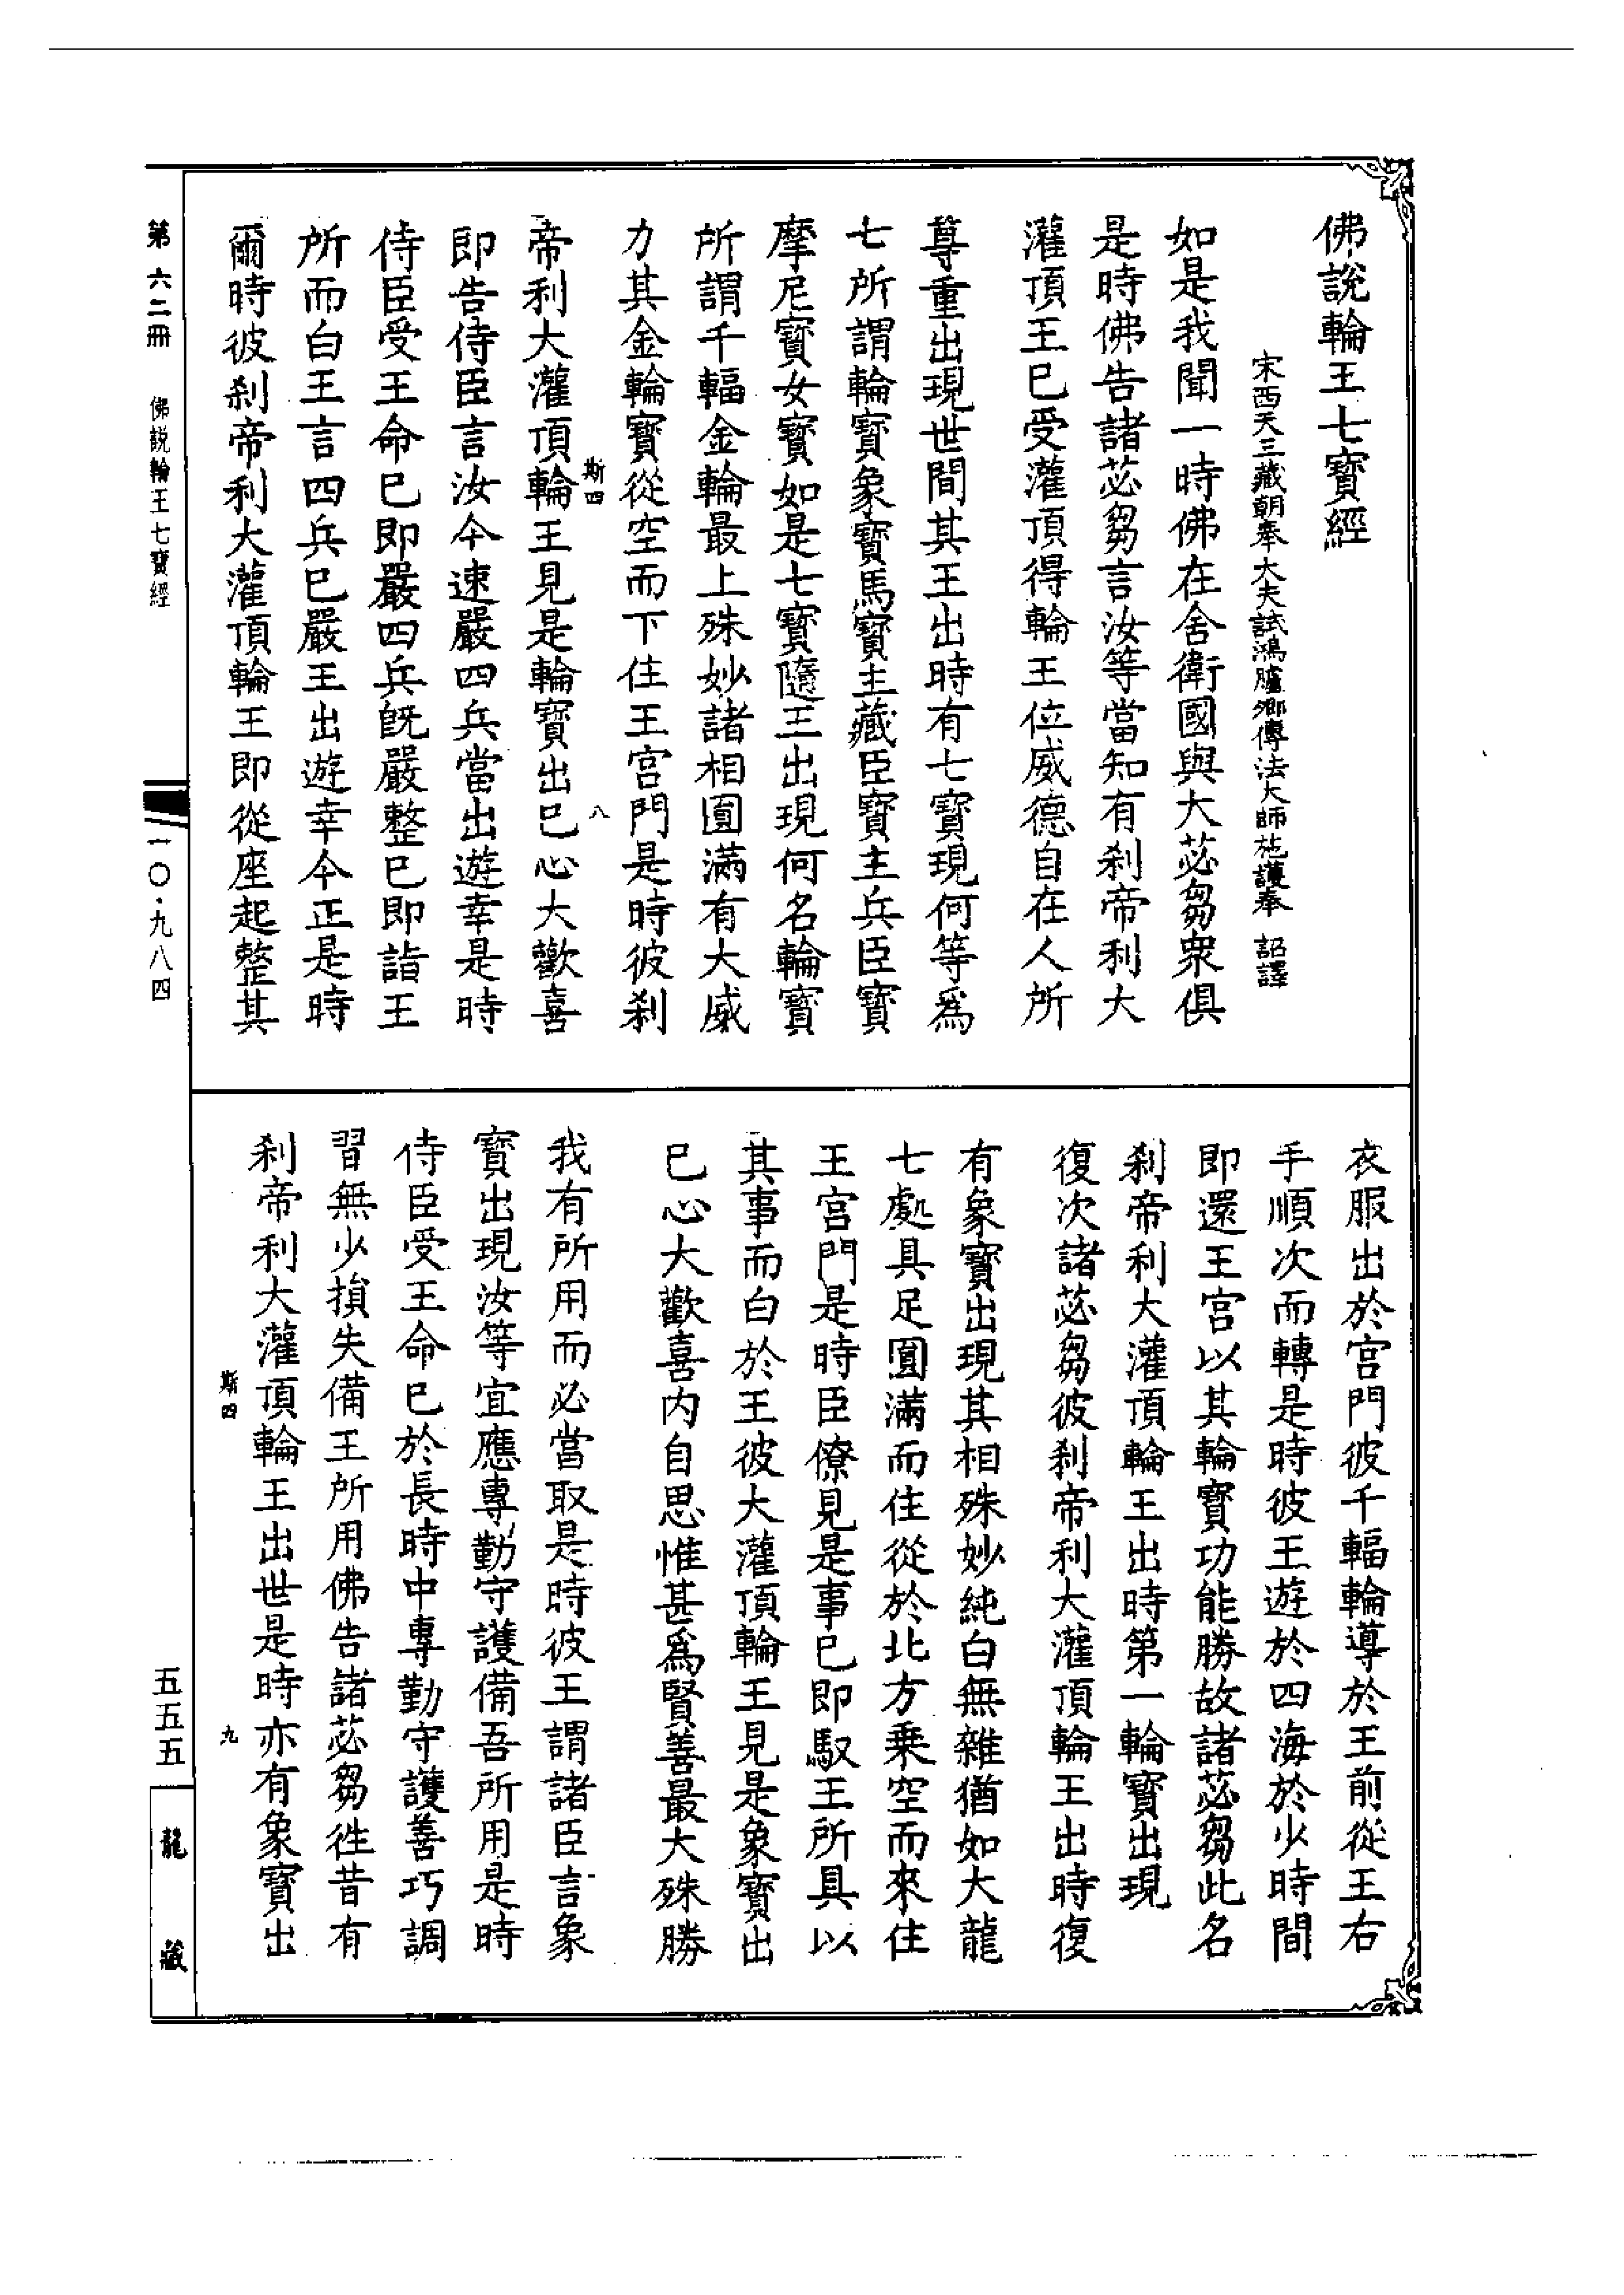 佛說輪王七寶經
宋西天三藏朝奉大夫試鴻臚卿傳法大師施護奉 詔譯
如是我聞一時佛在舍衛國與大苾芻眾俱
是時佛告諸苾芻言汝等當知有剎帝利大
灌頂王已受灌頂得輪王位威德自在人所
尊重出現世間其王出時有七寶現何等為
七所謂輪寶象寶馬寶主藏臣寶主兵臣寶
摩尼寶女寶如是七寶隨王出現何名輪寶
所謂千輻金輪最上殊妙諸相圓滿有大威
力其金輪寶從空而下住王宮門是時彼剎
斯四 八
帝利大灌頂輪王見是輪寶出已心大歡喜
即告侍臣言汝今速嚴四兵當出遊幸是時
侍臣受王命已即嚴四兵既嚴整已即詣王
所而白王言四兵已嚴王出遊幸今正是時
爾時彼剎帝利大灌頂輪王即從座起整其
衣服出於宮門彼千輻輪導於王前從王右
手順次而轉是時彼王遊於四海於少時間
即還王宮以其輪寶功能勝故諸苾芻此名
剎帝利大灌頂輪王出時第一輪寶出現
復次諸苾芻彼剎帝利大灌頂輪王出時復
有象寶出現其相殊妙純白無雜猶如大龍
七處具足圓滿而住從於北方乘空而來住
王宮門是時臣僚見是事已即馭王所具以
其事而白於王彼大灌頂輪王見是象寶出
已心大歡喜内自思惟甚為賢善最大殊勝
我有所用而必當取是時彼王謂諸臣言象
寶出現汝等宜應專勤守護備吾所用是時
侍臣受王命已於長時中專勤守護善巧調
習無少損失備王所用佛告諸苾芻徃昔有
剎帝利大灌頂輪王出世是時亦有象寶出
斯四 九
第六二冊 佛說輪王七寶經 一〇·九八四
五五五 龍藏